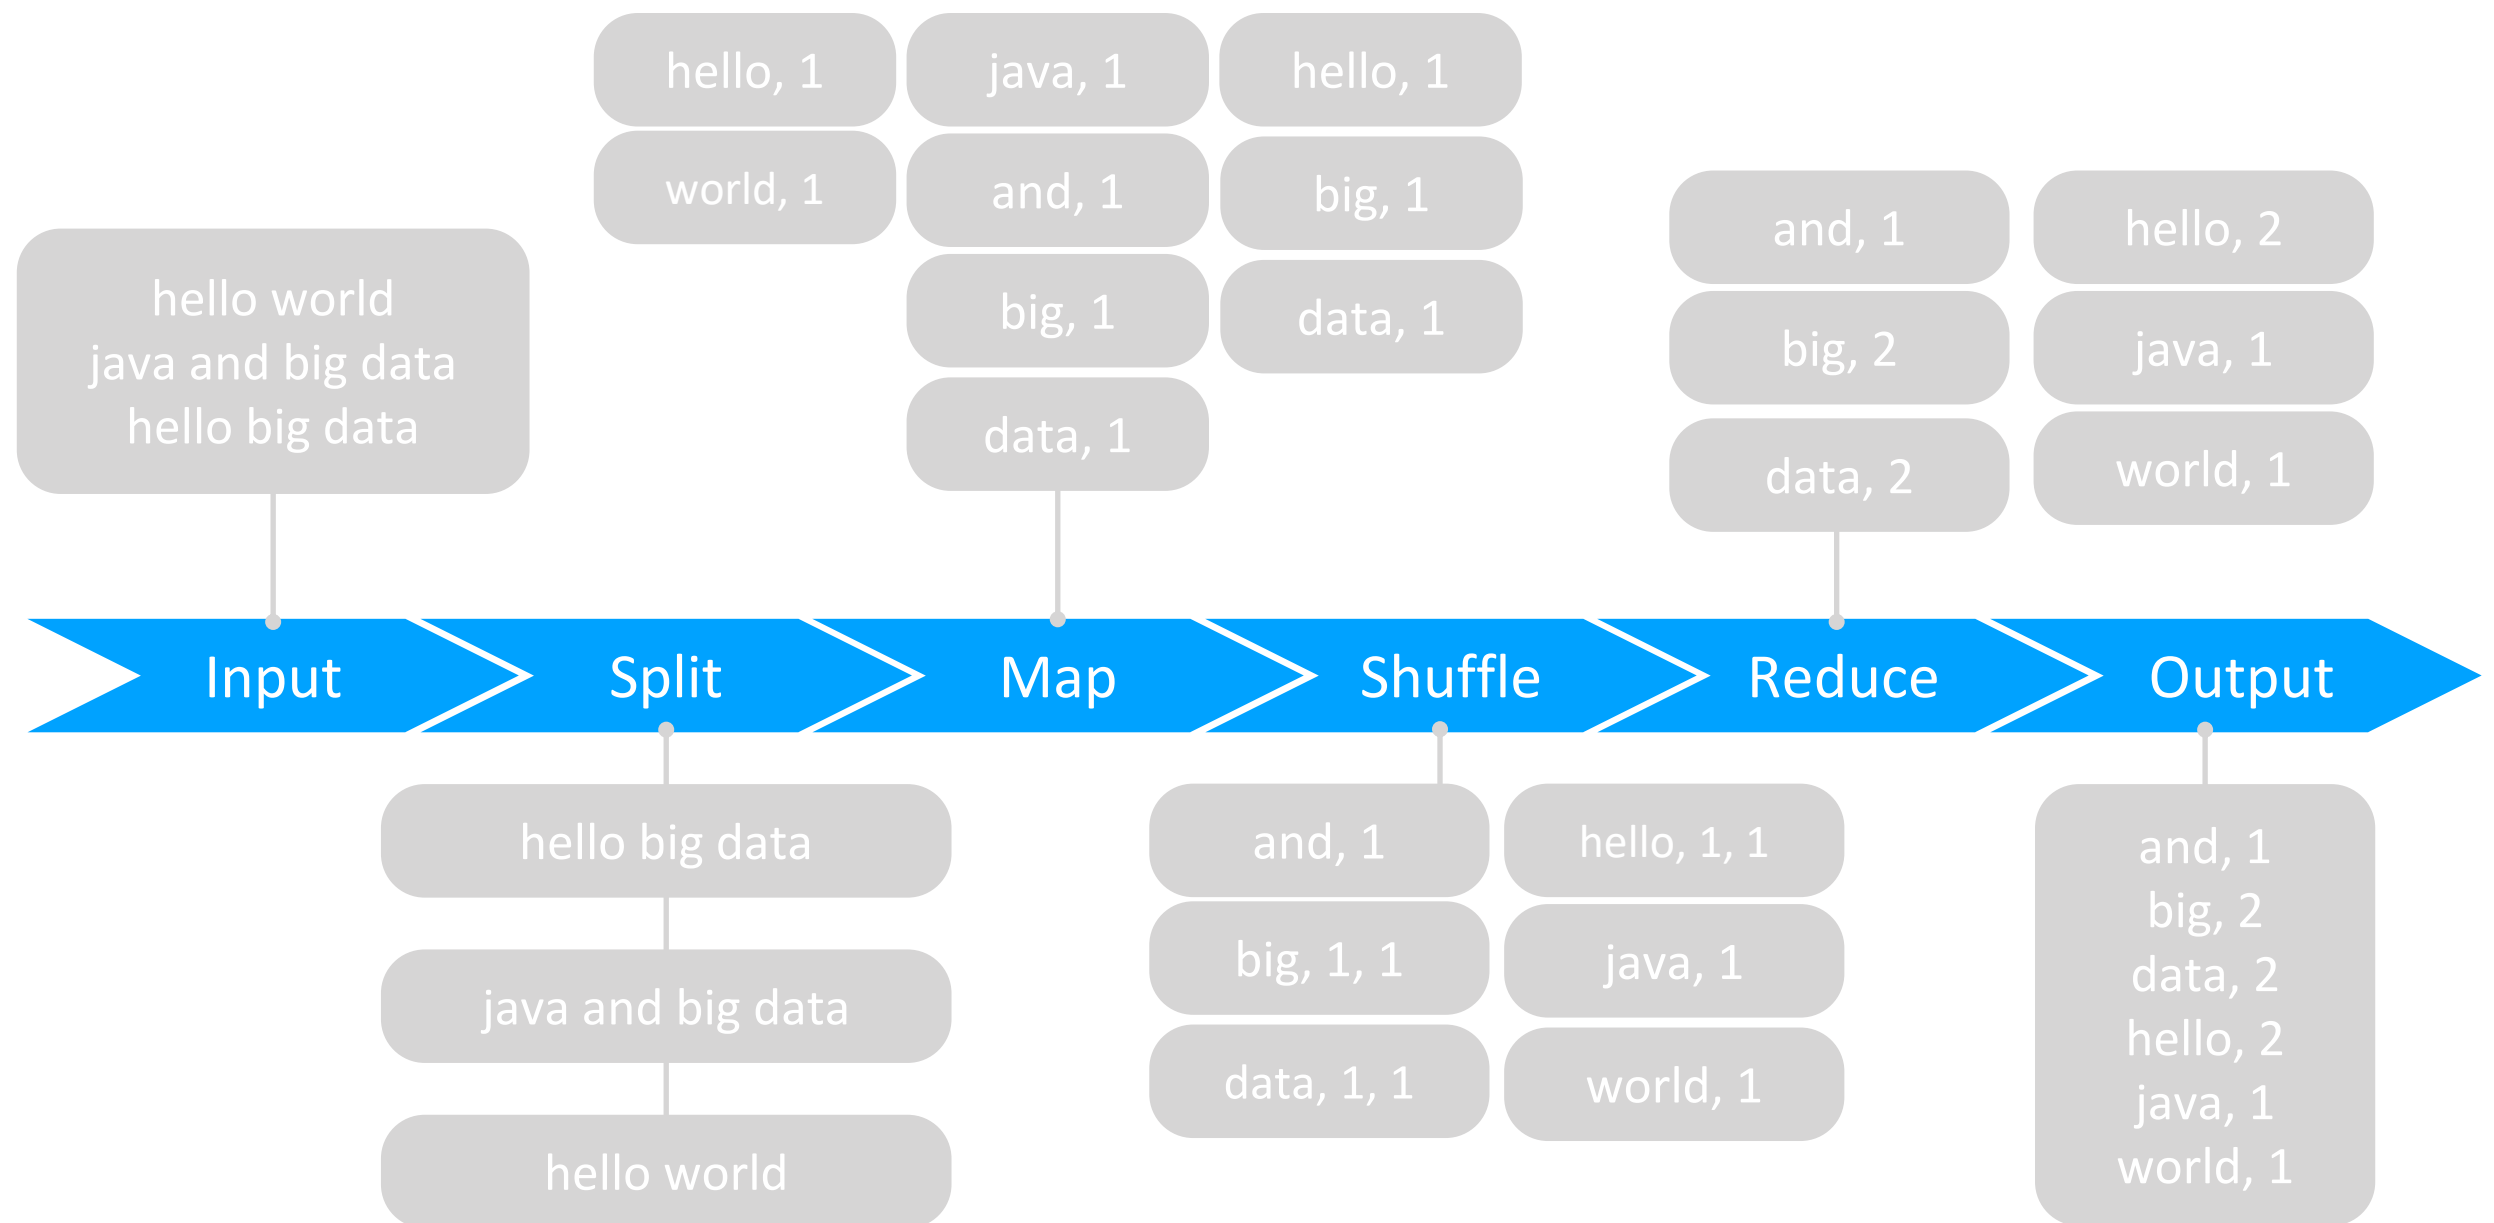 hello, 1
world, 1
java, 1
and, 1
big, 1
data, 1
hello, 1
big, 1
data, 1
hello world
java and big data
hello big data
and, 1
big, 2
data, 2
hello, 2
java, 1
world, 1
Input
Split
Map
Shuffle
Reduce
Output
hello big data
java and big data
hello world
and, 1
big, 1, 1
data, 1, 1
hello, 1, 1
java, 1
world, 1
and, 1
big, 2
data, 2
hello, 2
java, 1
world, 1